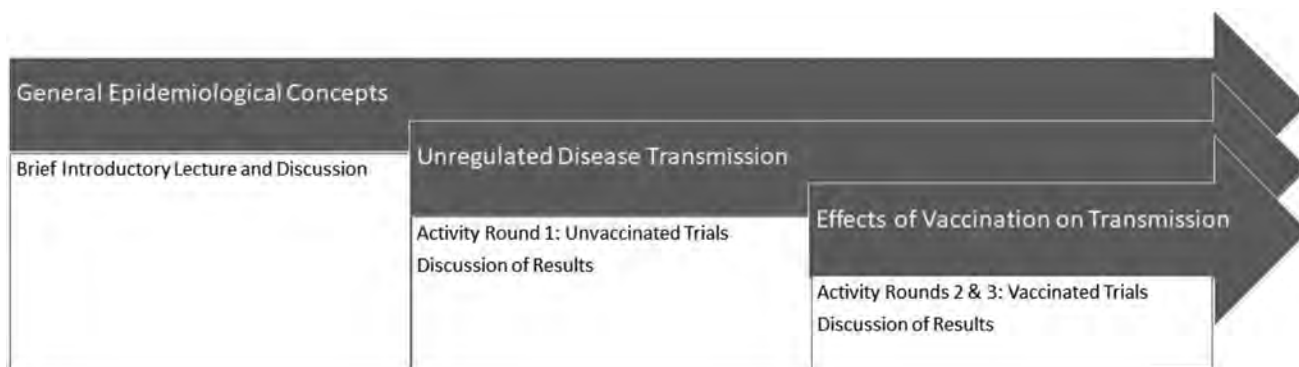 General Epidemiological Concepts
Brief Introductory Lecture and Discussion
Unregulated Disease Transmission
Activity Round 1: Unvaccinated Trials
Discussion of Results
Effects of Vaccination on Transmission
Activity Rounds 2 & 3: Vaccinated Trials
Discussion of Results